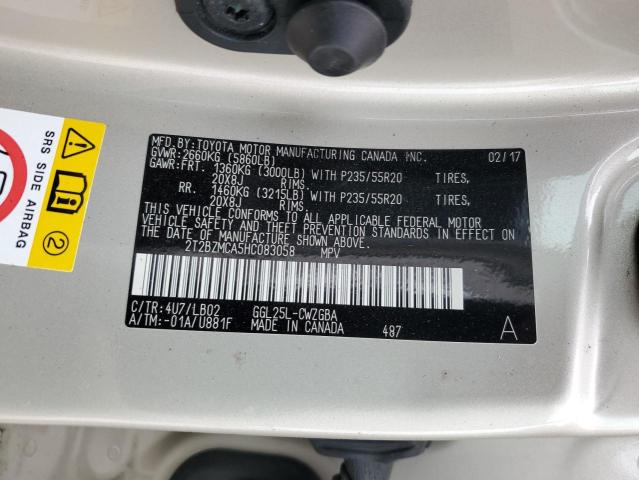 SRS SIDE AIRBAG
2
MFD.BY:TOYOTA MOTOR MANUFACTURING CANADA INC. 02/17
GVWR:2660KG (5860LB)
GAWR:FRT. 1360KG (3000LB) WITH P235/55R20 TIRES,
20X8J RIMS.
RR. 1460KG (3215LB) WITH P235/55R20 TIRES,
20X8J RIMS.
THIS VEHICLE CONFORMS TO ALL APPLICABLE FEDERAL MOTOR
VEHICLE SAFETY AND THEFT PREVENTION STANDARDS IN EFFECT ON
THE DATE OF MANUFACTURE SHOWN ABOVE.
2T2BZMCA5HC083058 MPV
C/TR:4U7/LB02 GGL25L-CWZGBA
A/TM:-01A/U881F MADE IN CANADA 487 A